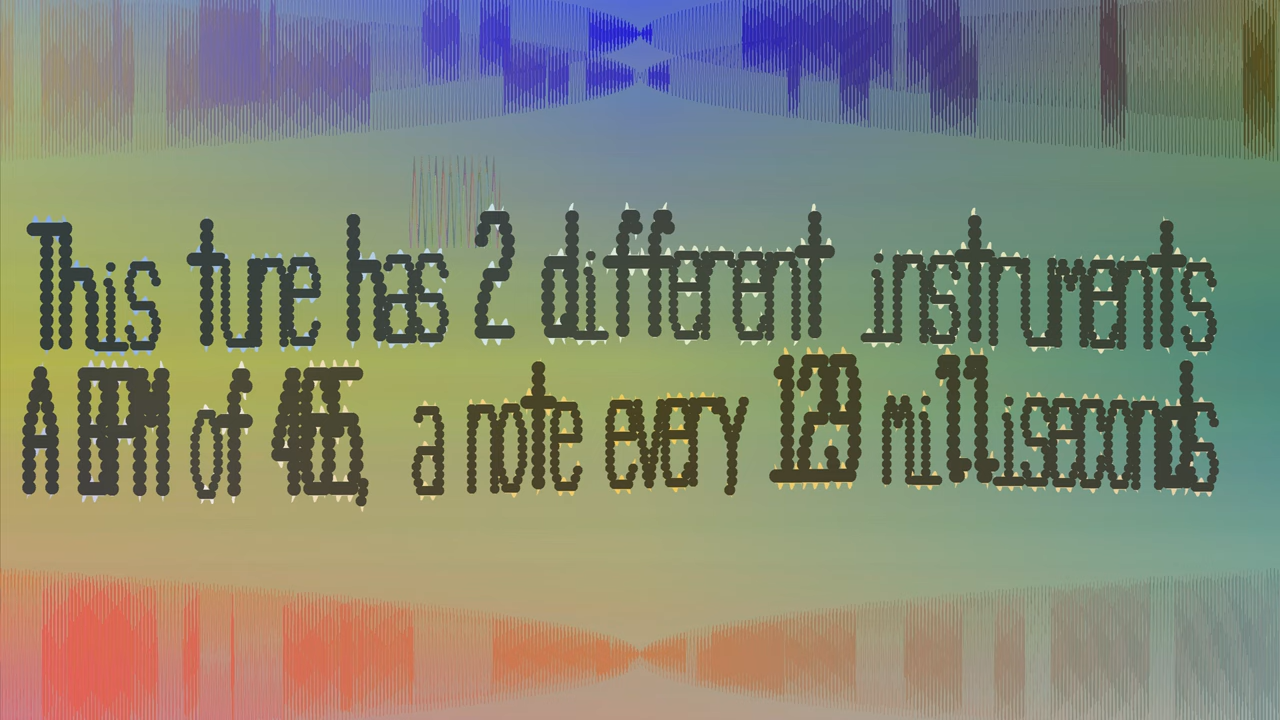 This tune has 2 different instruments
A BPM of 465, a note every 129 milliseconds